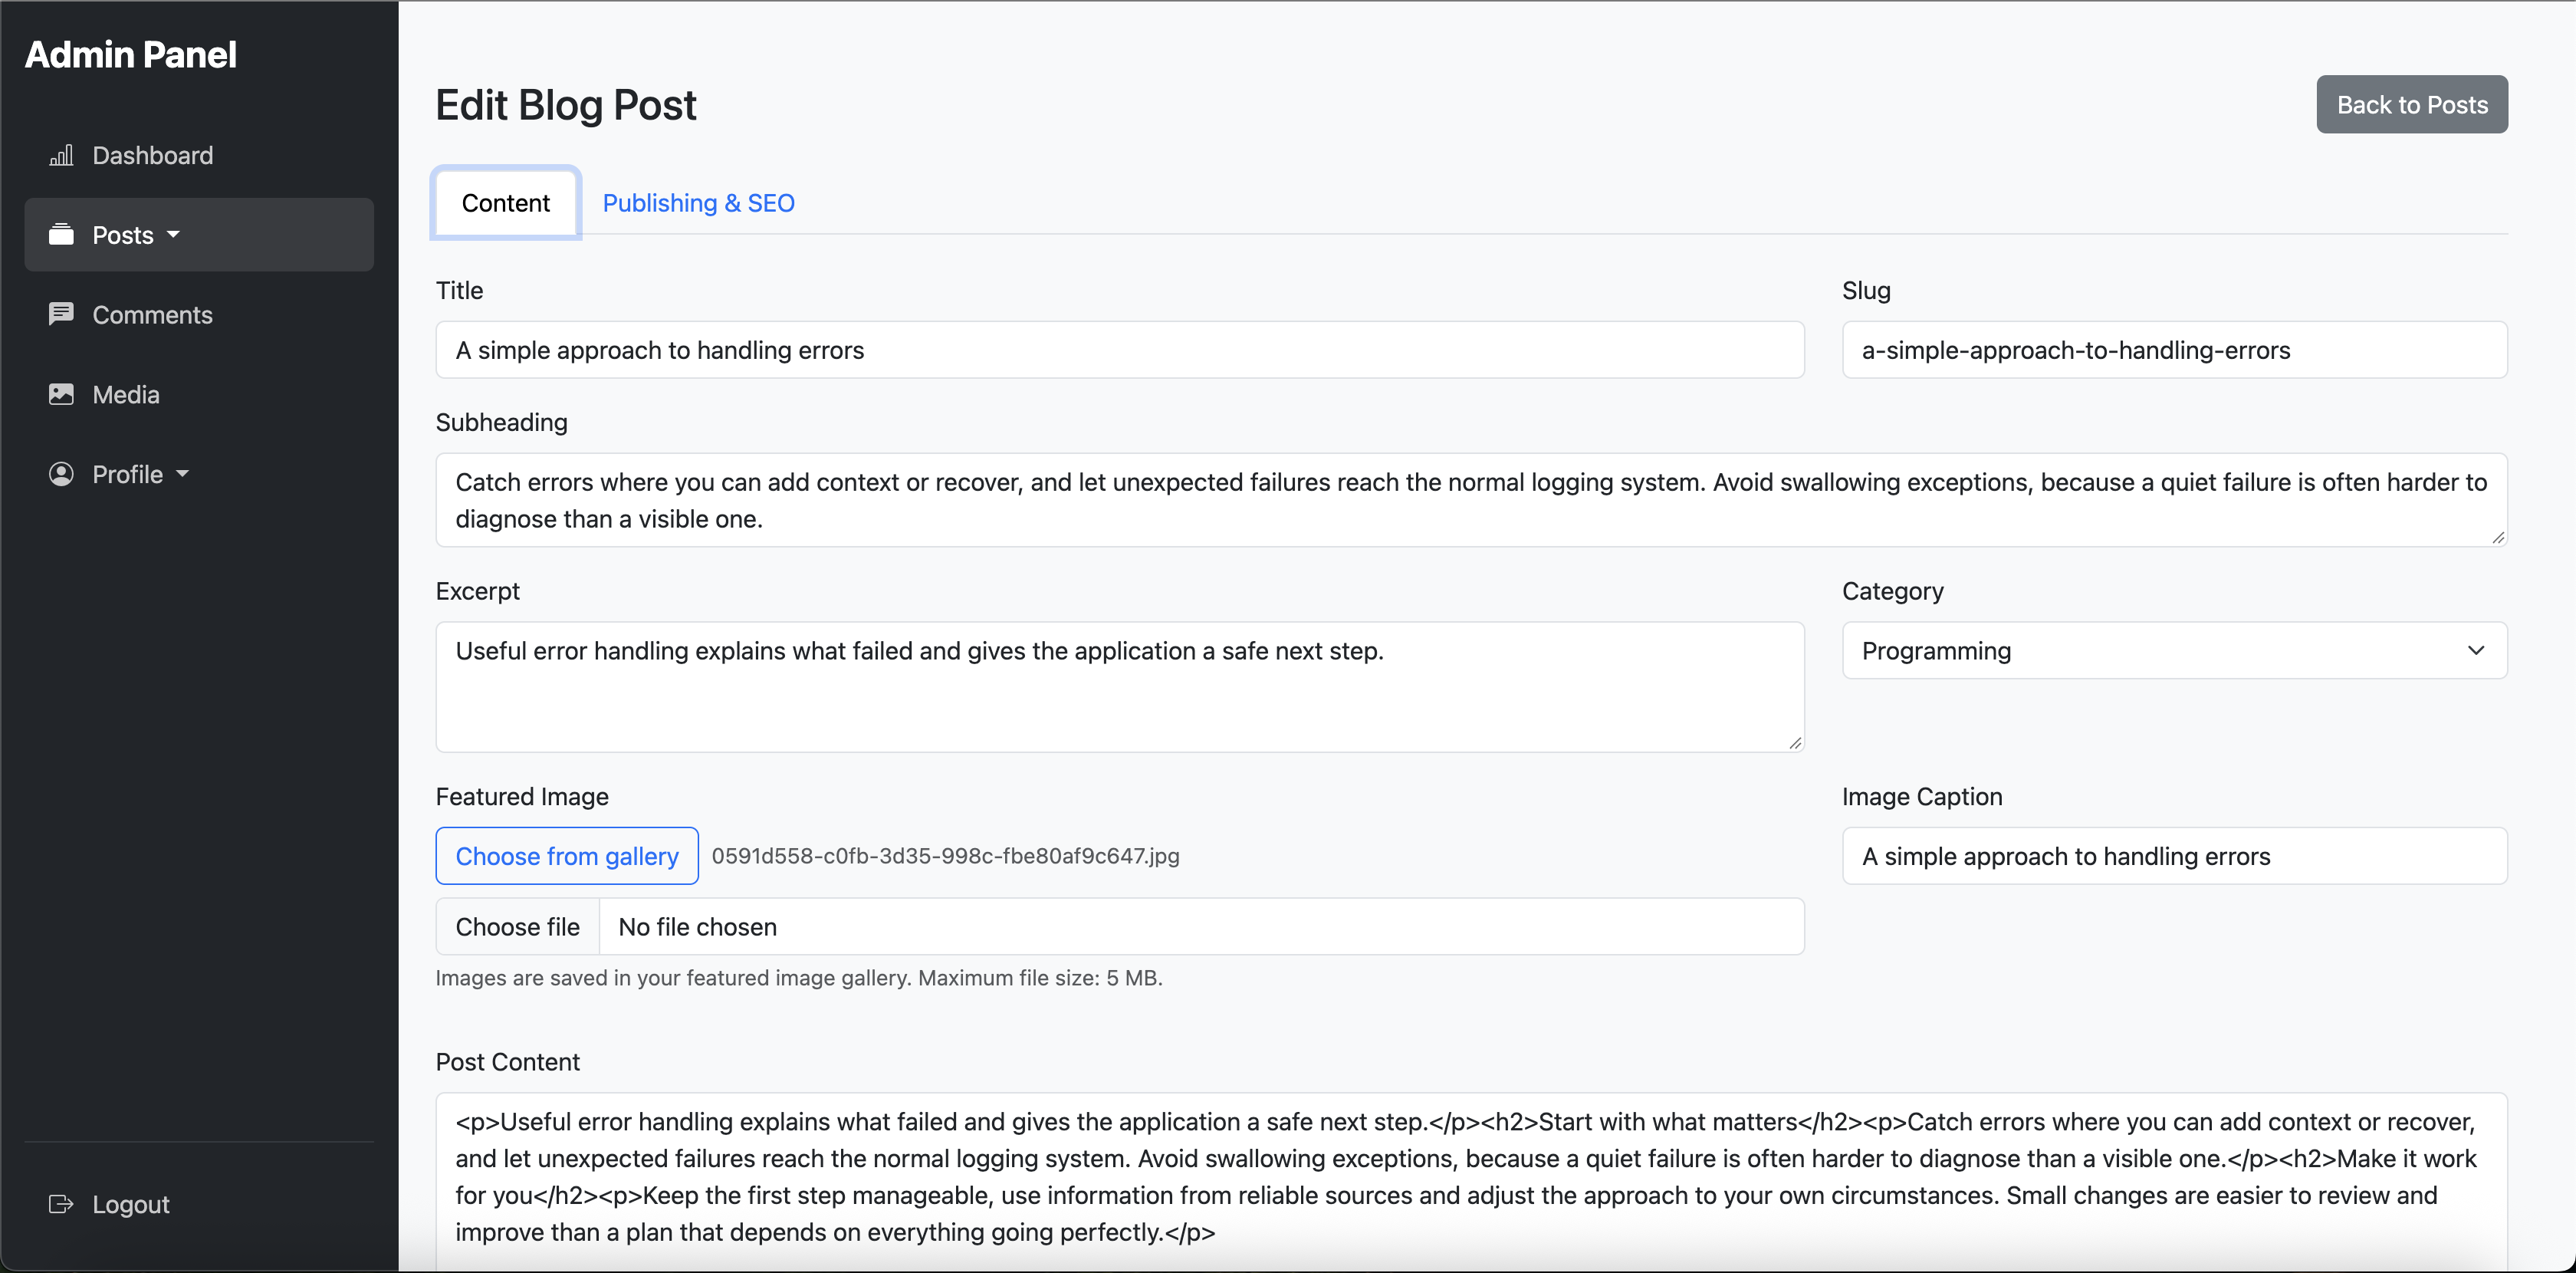 Admin Panel
Dashboard
Posts
Comments
Media
Profile
Logout
Edit Blog Post
Back to Posts
Content
Publishing & SEO
Title
A simple approach to handling errors
Slug
a-simple-approach-to-handling-errors
Subheading
Catch errors where you can add context or recover, and let unexpected failures reach the normal logging system. Avoid swallowing exceptions, because a quiet failure is often harder to
diagnose than a visible one.
Excerpt
Useful error handling explains what failed and gives the application a safe next step.
Category
Programming
Featured Image
Choose from gallery
0591d558-c0fb-3d35-998c-fbe80af9c647.jpg
Choose file
No file chosen
Images are saved in your featured image gallery. Maximum file size: 5 MB.
Image Caption
A simple approach to handling errors
Post Content
<p>Useful error handling explains what failed and gives the application a safe next step.</p><h2>Start with what matters</h2><p>Catch errors where you can add context or recover,
and let unexpected failures reach the normal logging system. Avoid swallowing exceptions, because a quiet failure is often harder to diagnose than a visible one.</p><h2>Make it work
for you</h2><p>Keep the first step manageable, use information from reliable sources and adjust the approach to your own circumstances. Small changes are easier to review and
improve than a plan that depends on everything going perfectly.</p>